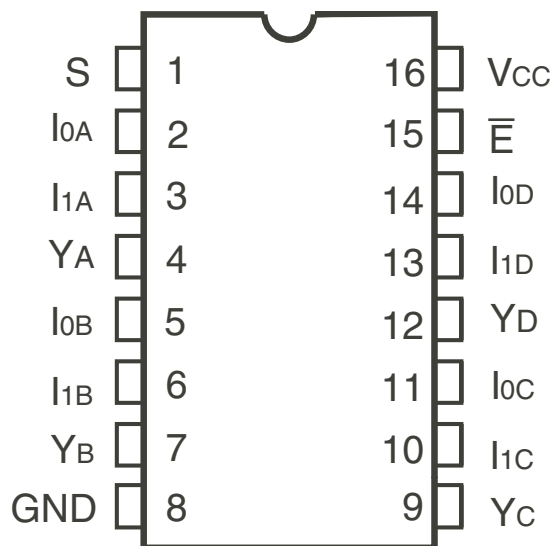 S 1 16 VCC
I0A 2 15 E̅
I1A 3 14 I0D
YA 4 13 I1D
I0B 5 12 YD
I1B 6 11 I0C
YB 7 10 I1C
GND 8 9 YC